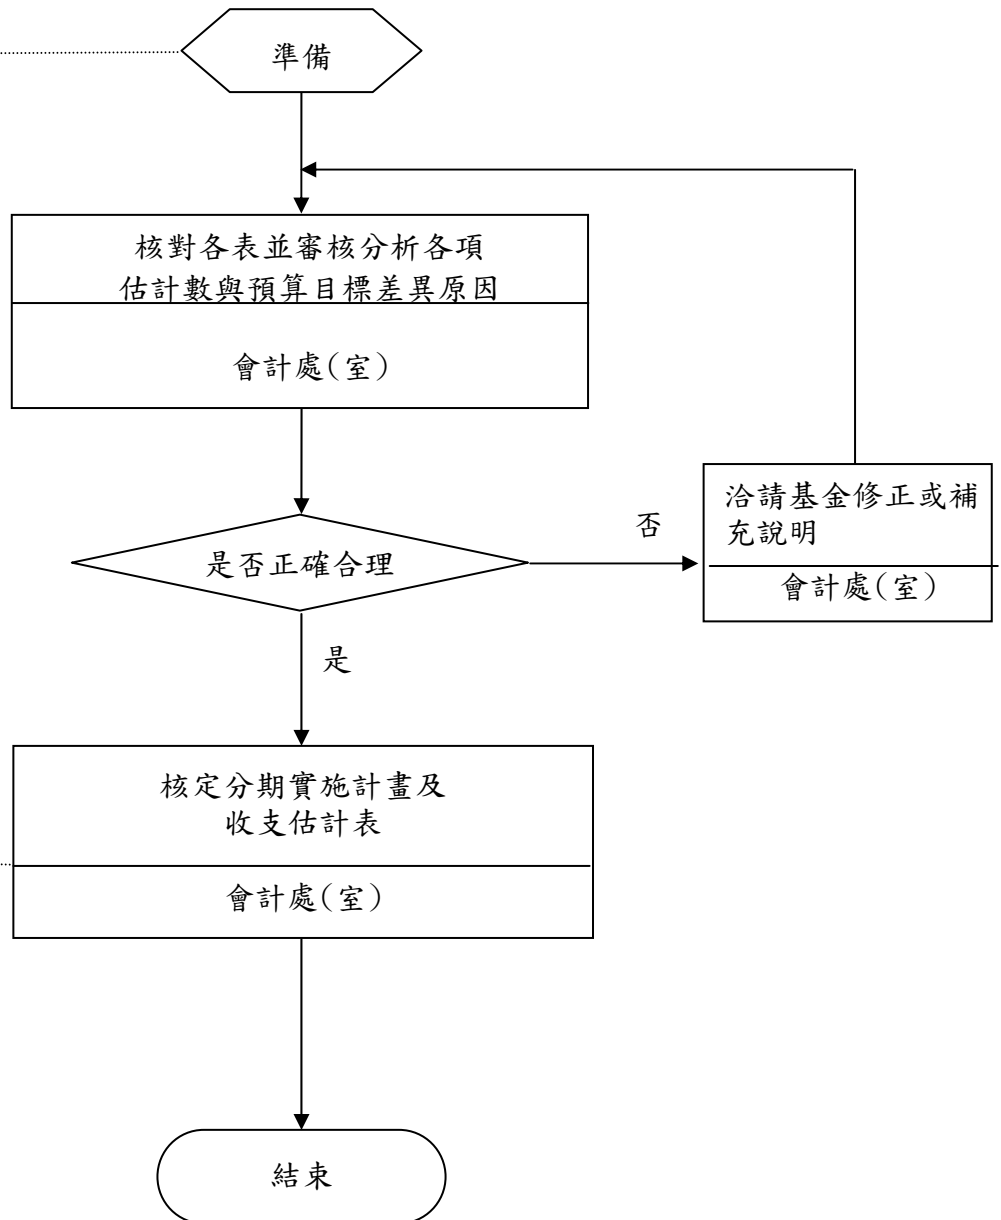 準備
核對各表並審核分析各項
估計數與預算目標差異原因
會計處(室)
是否正確合理
否
洽請基金修正或補
充說明
會計處(室)
是
核定分期實施計畫及
收支估計表
會計處(室)
結束